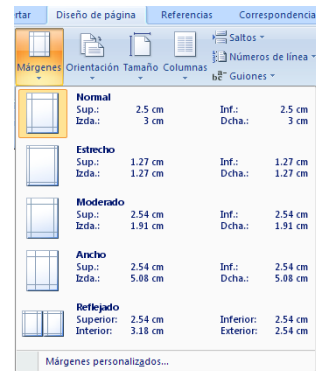 rtar Diseño de página Referencias Correspondenci
Márgenes Orientación Tamaño Columnas
Saltos
Números de línea
Guiones
Normal
Sup.: 2.5 cm Inf.: 2.5 cm
Izda.: 3 cm Dcha.: 3 cm
Estrecho
Sup.: 1.27 cm Inf.: 1.27 cm
Izda.: 1.27 cm Dcha.: 1.27 cm
Moderado
Sup.: 2.54 cm Inf.: 2.54 cm
Izda.: 1.91 cm Dcha.: 1.91 cm
Ancho
Sup.: 2.54 cm Inf.: 2.54 cm
Izda.: 5.08 cm Dcha.: 5.08 cm
Reflejado
Superior: 2.54 cm Inferior: 2.54 cm
Interior: 3.18 cm Exterior: 2.54 cm
Márgenes personalizados...